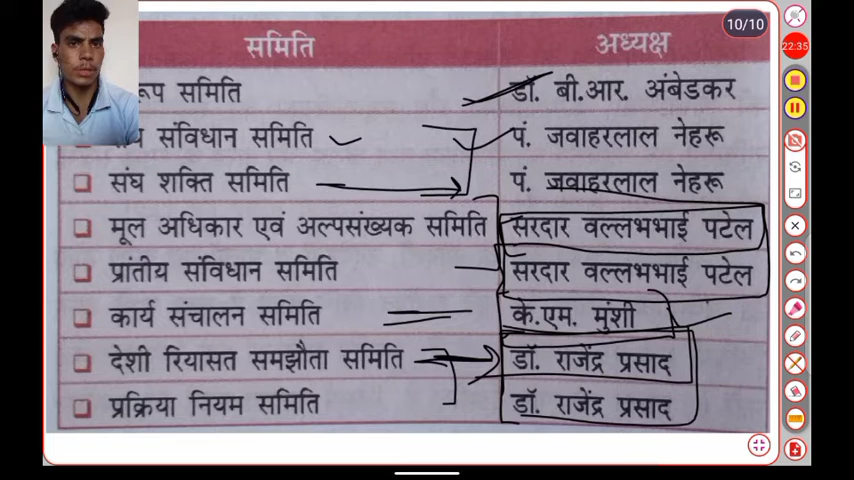 10/10
22:35
समिति अध्यक्ष
रूप समिति डॉ. बी.आर. अंबेडकर
संविधान समिति पं. जवाहरलाल नेहरू
संघ शक्ति समिति पं. जवाहरलाल नेहरू
मूल अधिकार एवं अल्पसंख्यक समिति सरदार वल्लभभाई पटेल
प्रांतीय संविधान समिति सरदार वल्लभभाई पटेल
कार्य संचालन समिति के.एम. मुंशी
देशी रियासत समझौता समिति डॉ. राजेंद्र प्रसाद
प्रक्रिया नियम समिति डॉ. राजेंद्र प्रसाद